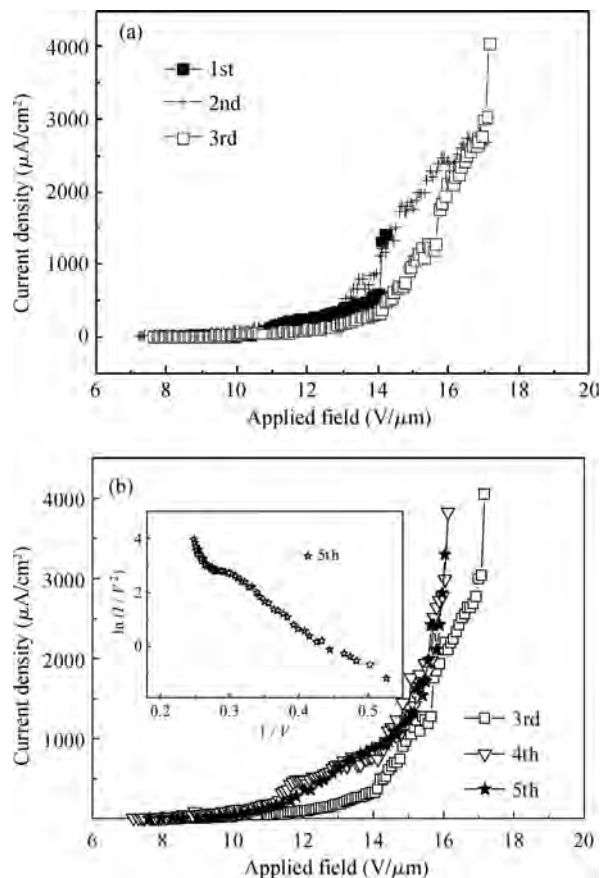 (a)
4000
3000
2000
1000
0
Current density (μA/cm²)
1st
2nd
3rd
6 8 10 12 14 16 18 20
Applied field (V/μm)
(b)
4000
3000
2000
1000
0
Current density (μA/cm²)
4
2
0
ln (I / V²)
5th
0.2 0.3 0.4 0.5
1 / V
3rd
4th
5th
6 8 10 12 14 16 18 20
Applied field (V/μm)